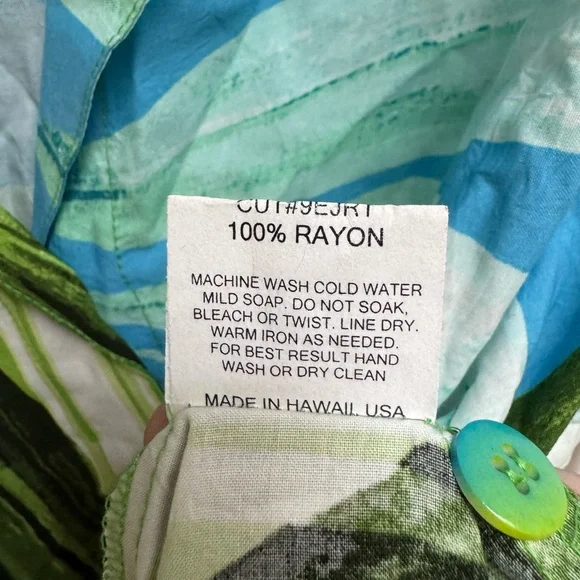 CUT#9EJRT
100% RAYON
MACHINE WASH COLD WATER
MILD SOAP. DO NOT SOAK,
BLEACH OR TWIST. LINE DRY.
WARM IRON AS NEEDED.
FOR BEST RESULT HAND
WASH OR DRY CLEAN
MADE IN HAWAII, USA